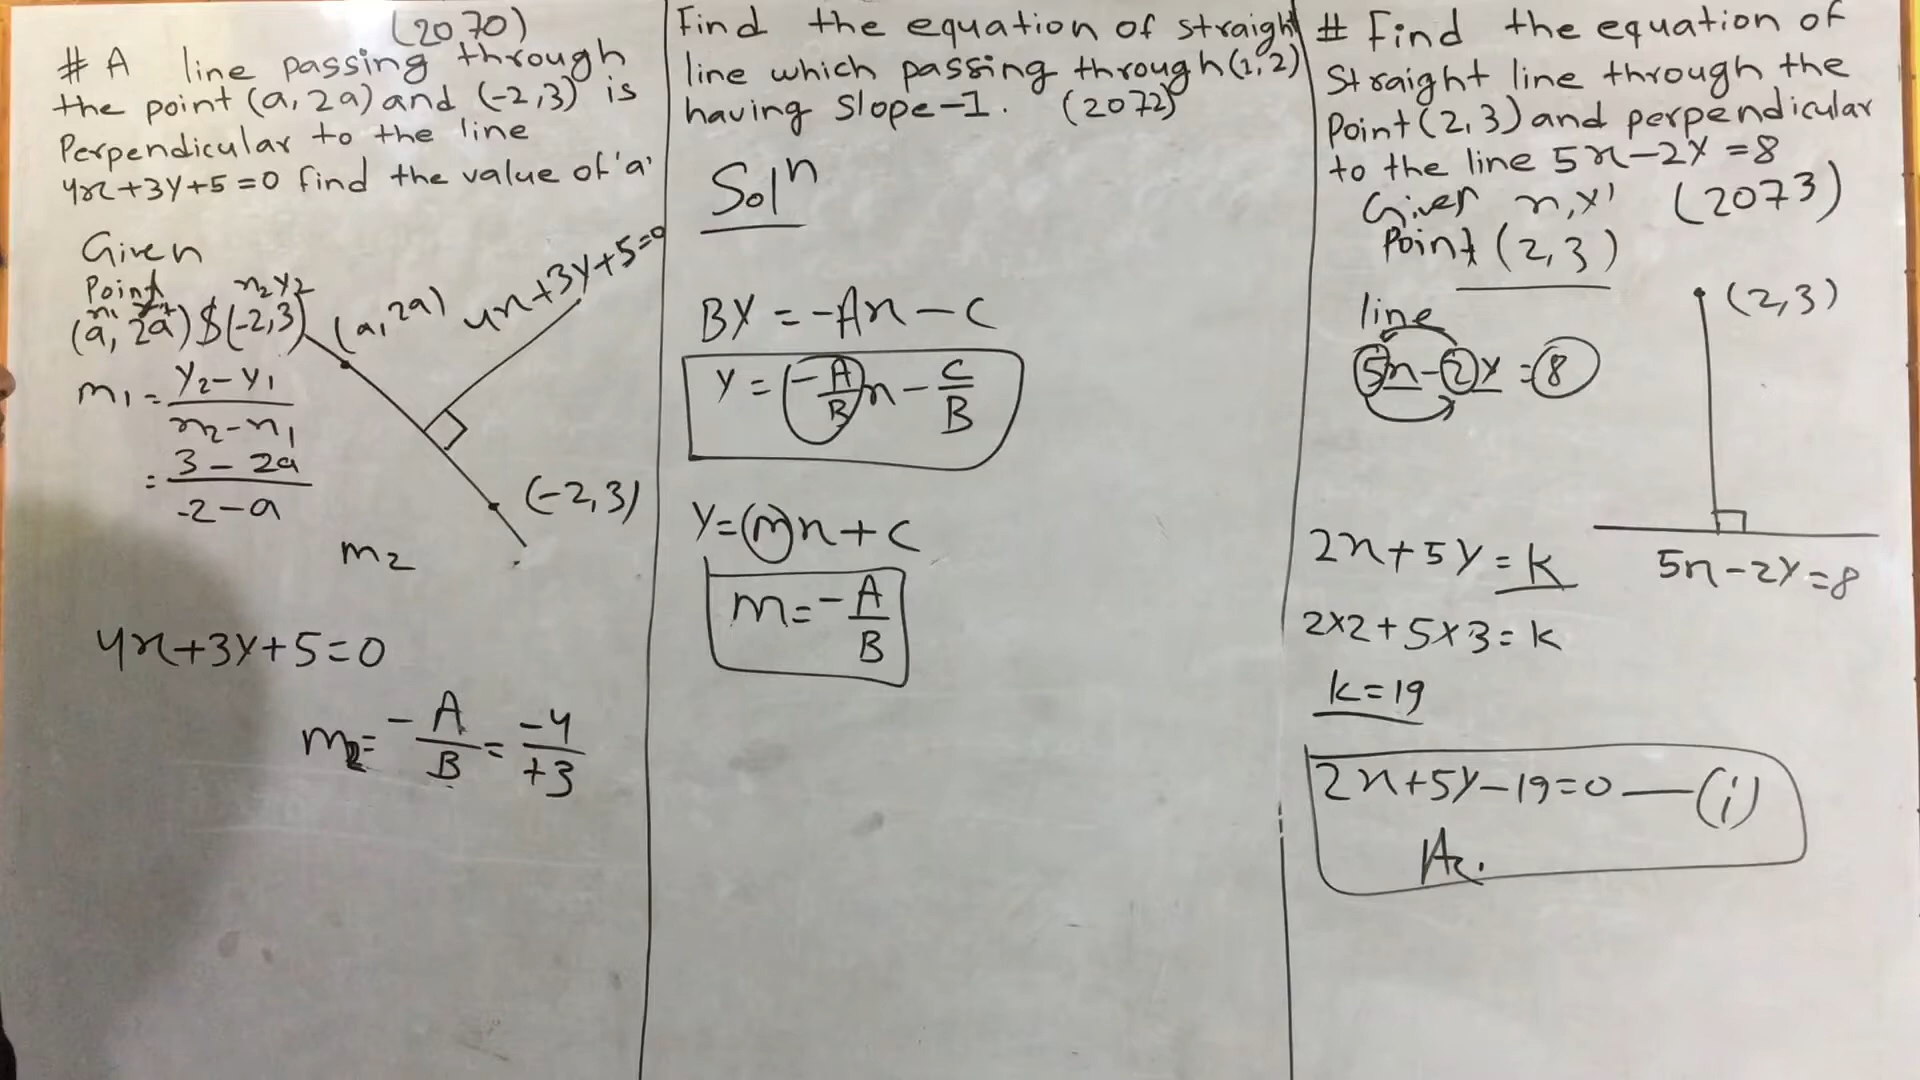 (2070)
# A line passing through
the point (a, 2a) and (-2,3) is
Perpendicular to the line
4x+3y+5=0 find the value of 'a'
Given
Point
x1 y1 x2 y2
(a, 2a) $ (-2,3)
(a, 2a)
4x+3y+5=0
m1 = y2-y1
x2-x1
= 3-2a
-2-a
(-2,3)
m2
4x+3y+5=0
m2 = -A/B = -4/+3
Find the equation of straight
line which passing through (1,2)
having slope-1. (2072)
Solⁿ
By = -Ax - C
y = (-A/B)x - C/B
y=(m)x+c
m=-A/B
# Find the equation of
Straight line through the
Point (2,3) and perpendicular
to the line 5x-2y=8
Given x,y (2073)
Point (2,3)
line
5x-2y=8
(2,3)
5x-2y=8
2x+5y=k
2×2+5×3=k
k=19
2x+5y-19=0 — (i)